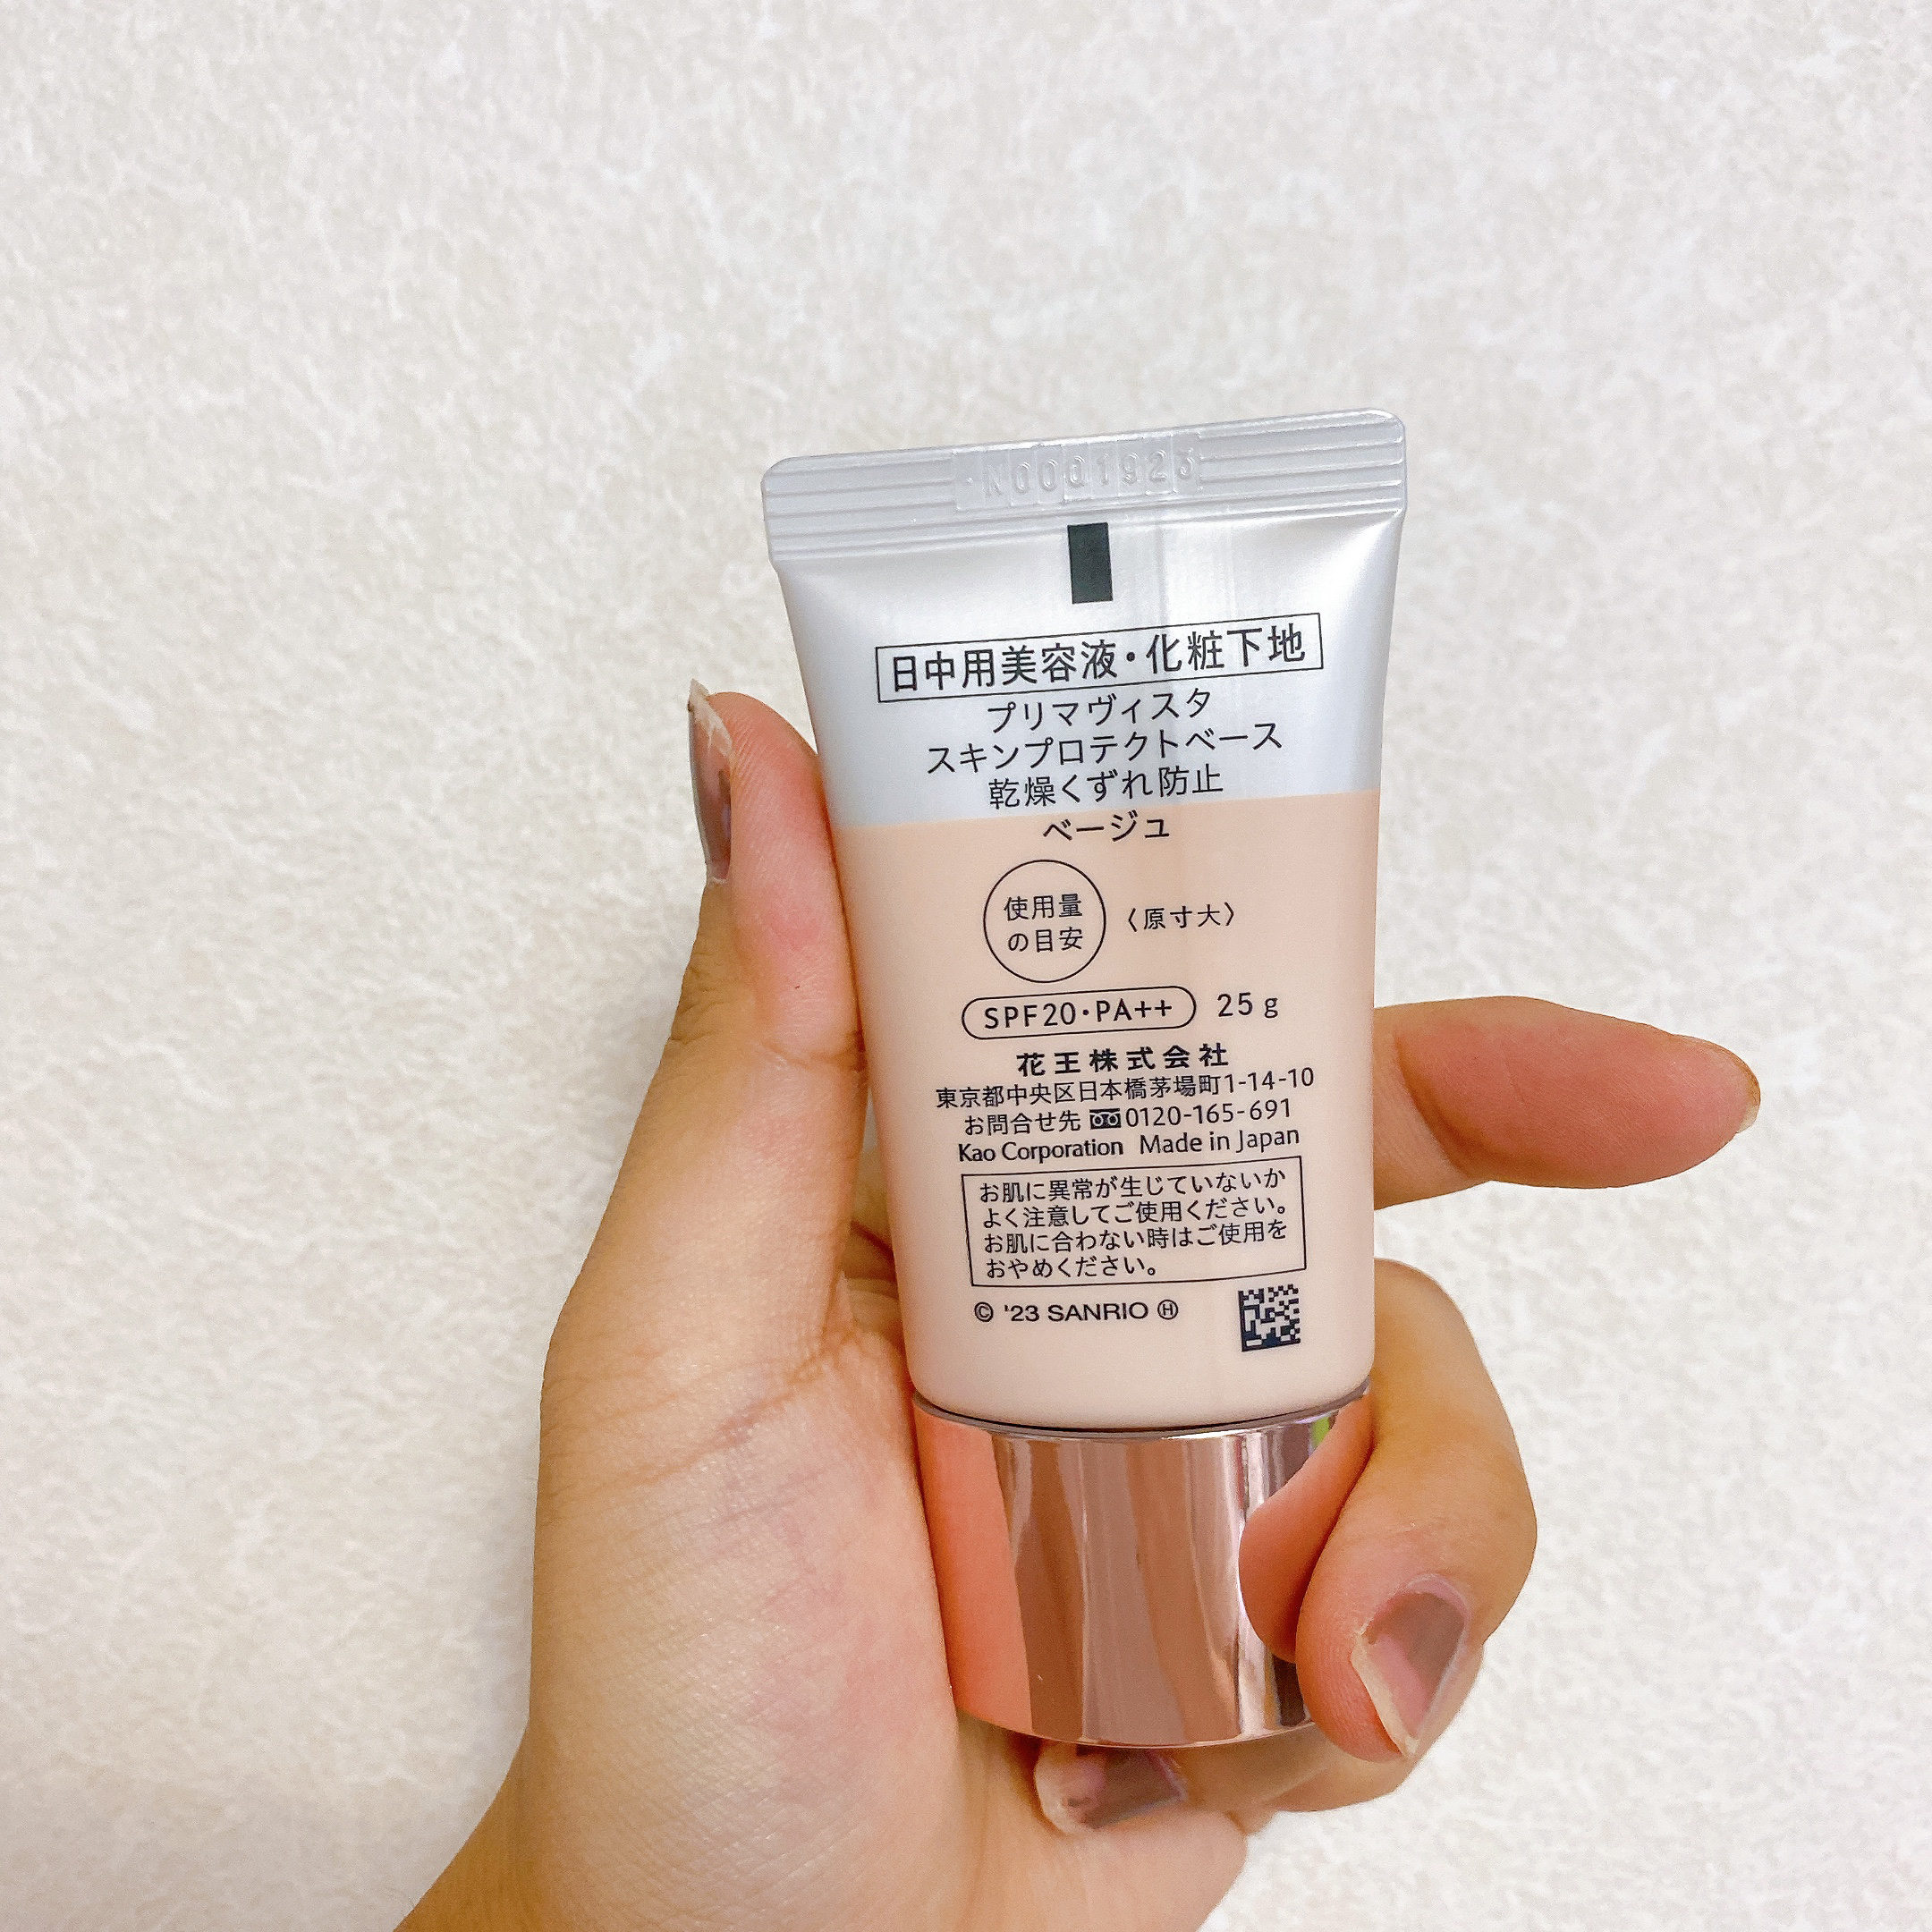 日中用美容液・化粧下地
プリマヴィスタ
スキンプロテクトベース
乾燥くずれ防止
ベージュ
使用量
の目安
〈原寸大〉
SPF20・PA++ 25g
花王株式会社
東京都中央区日本橋茅場町1-14-10
お問合せ先 0120-165-691
Kao Corporation Made in Japan
お肌に異常が生じていないか
よく注意してご使用ください。
お肌に合わない時はご使用を
おやめください。
© '23 SANRIO Ⓗ